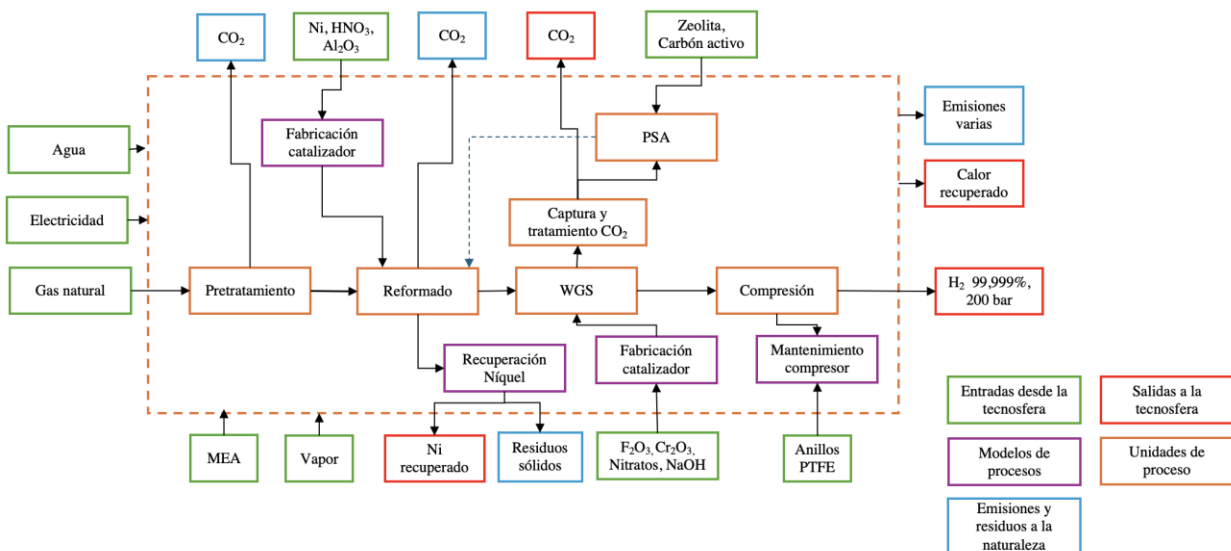 CO₂
Ni, HNO₃,
Al₂O₃
CO₂
CO₂
Zeolita,
Carbón activo
Emisiones
varias
Agua
Fabricación
catalizador
PSA
Calor
recuperado
Electricidad
Captura y
tratamiento CO₂
Gas natural
Pretratamiento
Reformado
WGS
Compresión
H₂ 99,999%,
200 bar
Recuperación
Níquel
Fabricación
catalizador
Mantenimiento
compresor
MEA
Vapor
Ni
recuperado
Residuos
sólidos
F₂O₃, Cr₂O₃,
Nitratos, NaOH
Anillos
PTFE
Entradas desde la
tecnosfera
Salidas a la
tecnosfera
Modelos de
procesos
Unidades de
proceso
Emisiones y
residuos a la
naturaleza